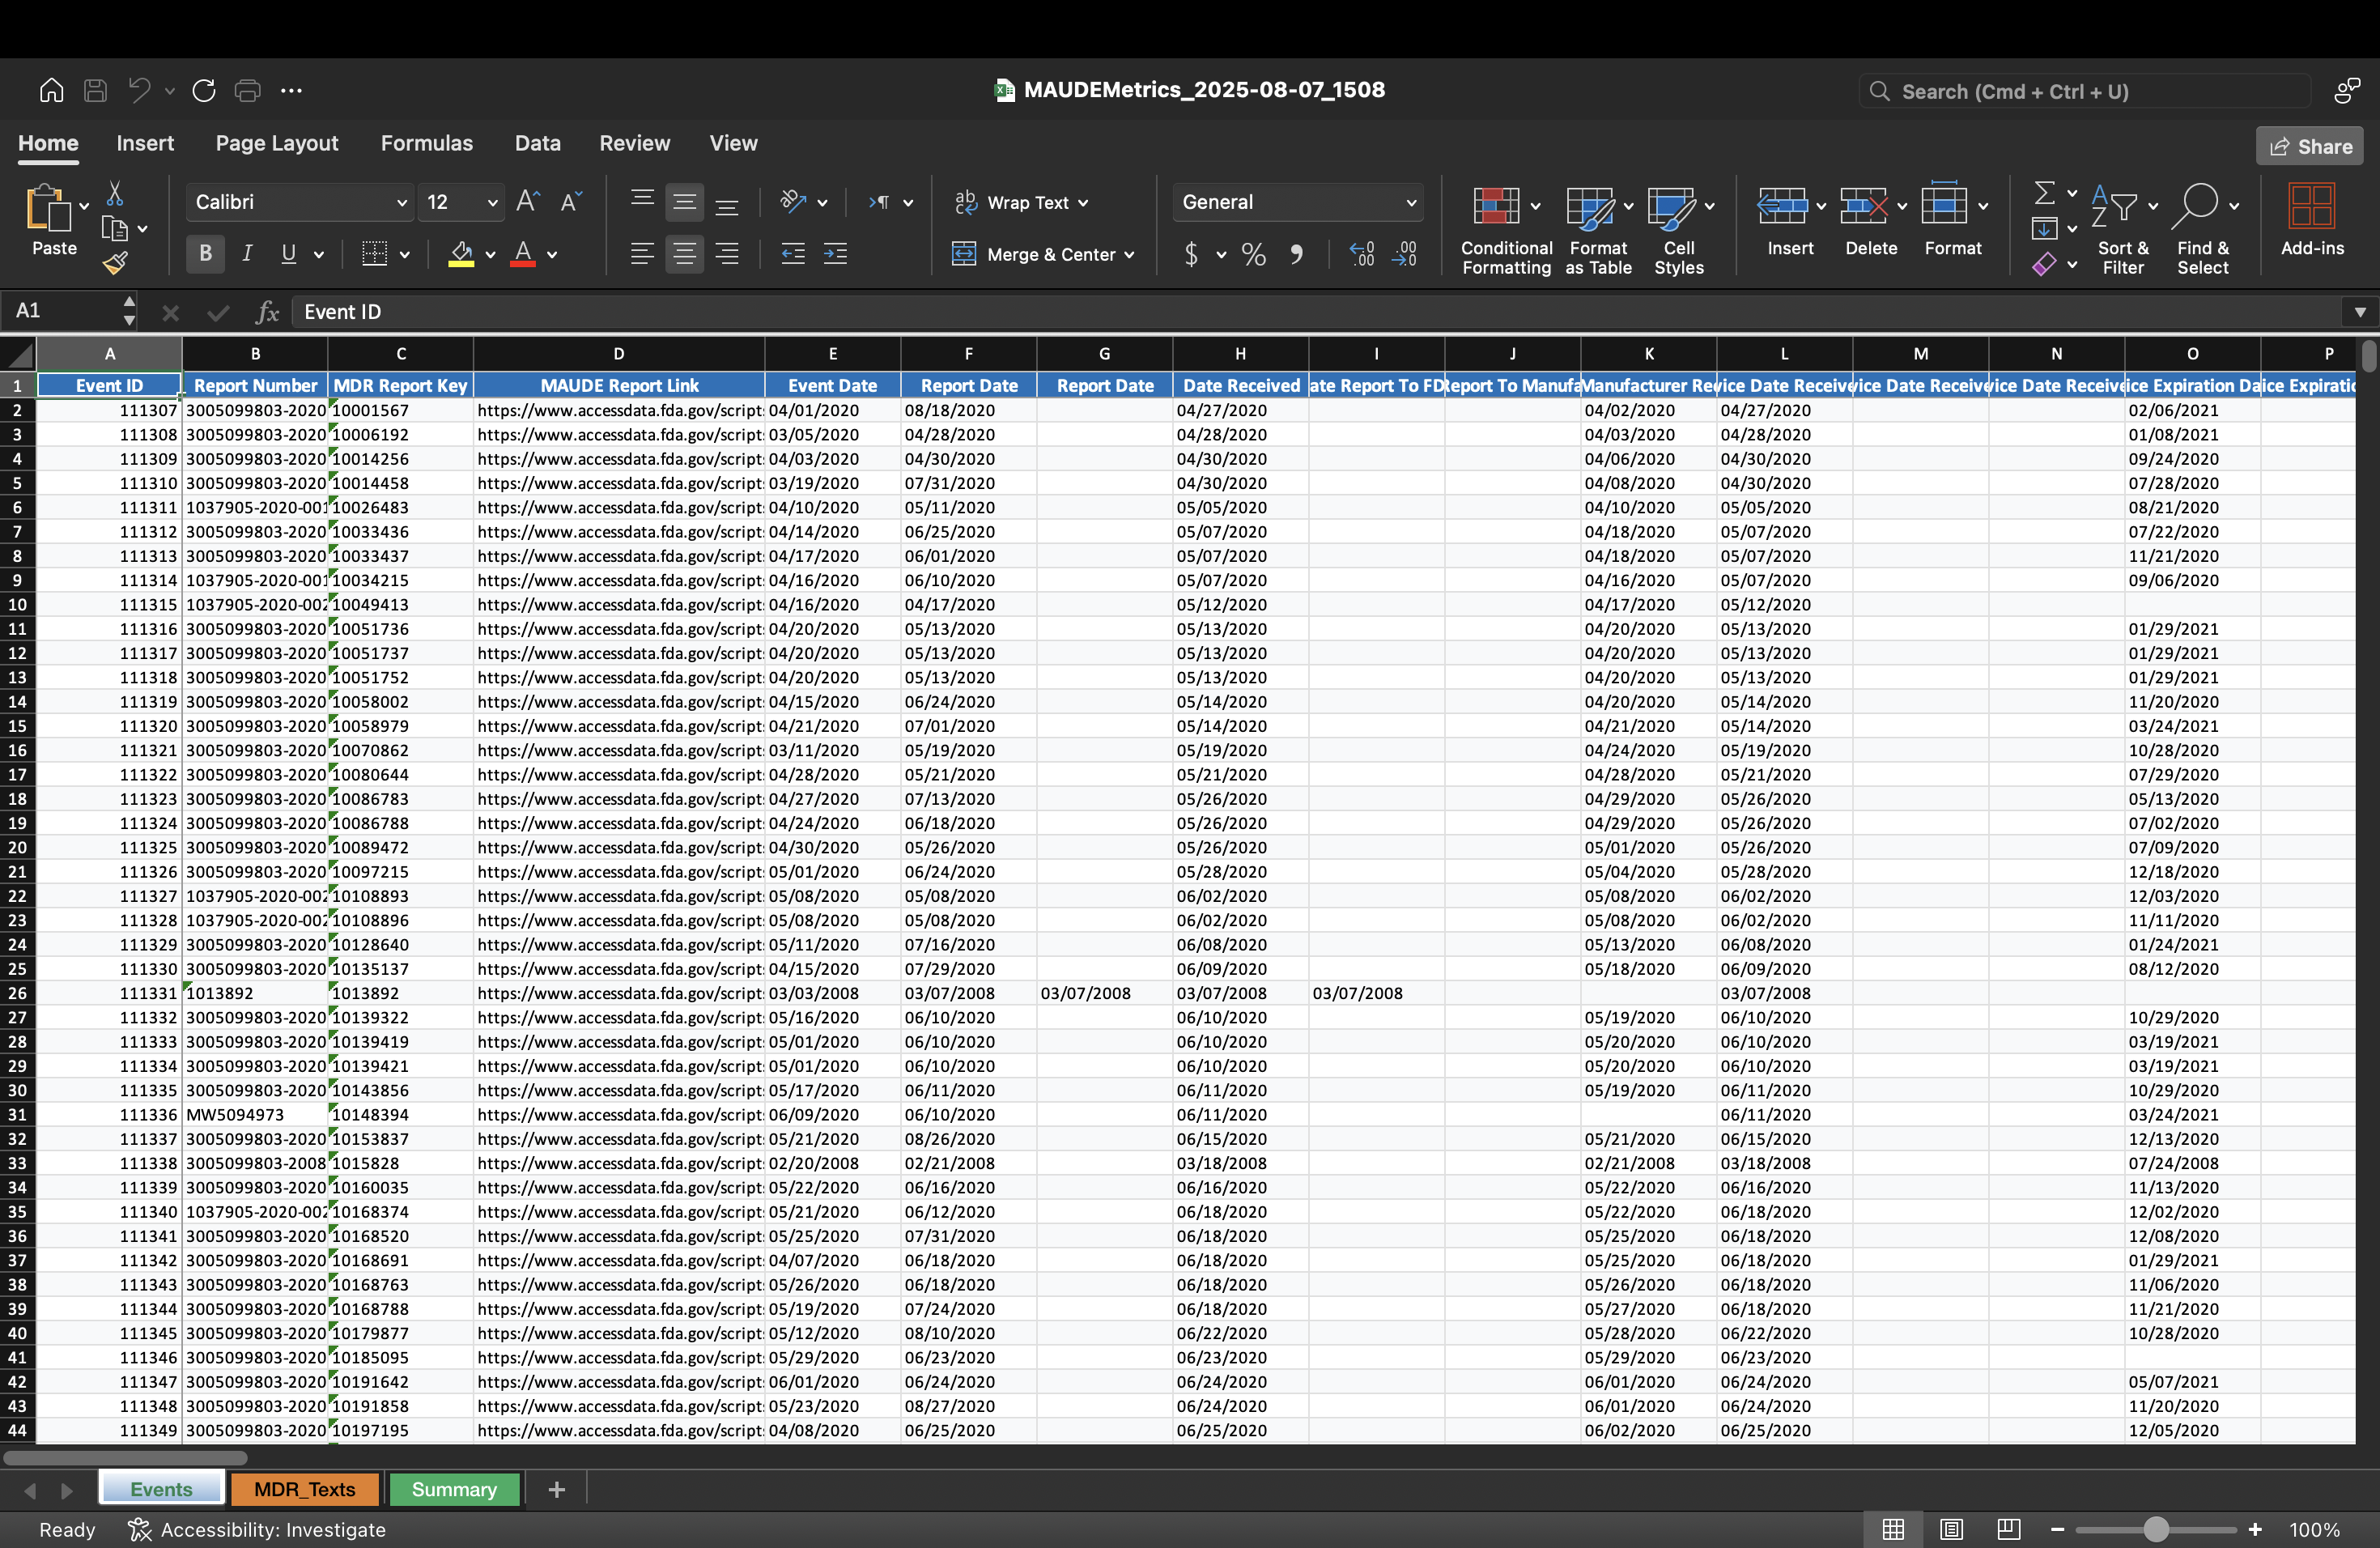 MAUDEMetrics_2025-08-07_1508
Search (Cmd + Ctrl + U)
Home Insert Page Layout Formulas Data Review View
Share
Paste
Calibri 12
B I U
Wrap Text
Merge & Center
General
$ % 9
Conditional Formatting
Format as Table
Cell Styles
Insert Delete Format
Sort & Filter
Find & Select
Add-ins
A1 fx Event ID
A B C D E F G H I J K L M N O P
1 Event ID Report Number MDR Report Key MAUDE Report Link Event Date Report Date Report Date Date Received ate Report To FD Report To Manufa Manufacturer Re vice Date Receive vice Date Receive vice Date Receive ice Expiration Da ice Expiratio
2 111307 3005099803-2020 10001567 https://www.accessdata.fda.gov/script 04/01/2020 08/18/2020 04/27/2020 04/02/2020 04/27/2020 02/06/2021
3 111308 3005099803-2020 10006192 https://www.accessdata.fda.gov/script 03/05/2020 04/28/2020 04/28/2020 04/03/2020 04/28/2020 01/08/2021
4 111309 3005099803-2020 10014256 https://www.accessdata.fda.gov/script 04/03/2020 04/30/2020 04/30/2020 04/06/2020 04/30/2020 09/24/2020
5 111310 3005099803-2020 10014458 https://www.accessdata.fda.gov/script 03/19/2020 07/31/2020 04/30/2020 04/08/2020 04/30/2020 07/28/2020
6 111311 1037905-2020-001 10026483 https://www.accessdata.fda.gov/script 04/10/2020 05/11/2020 05/05/2020 04/10/2020 05/05/2020 08/21/2020
7 111312 3005099803-2020 10033436 https://www.accessdata.fda.gov/script 04/14/2020 06/25/2020 05/07/2020 04/18/2020 05/07/2020 07/22/2020
8 111313 3005099803-2020 10033437 https://www.accessdata.fda.gov/script 04/17/2020 06/01/2020 05/07/2020 04/18/2020 05/07/2020 11/21/2020
9 111314 1037905-2020-001 10034215 https://www.accessdata.fda.gov/script 04/16/2020 06/10/2020 05/07/2020 04/16/2020 05/07/2020 09/06/2020
10 111315 1037905-2020-002 10049413 https://www.accessdata.fda.gov/script 04/16/2020 04/17/2020 05/12/2020 04/17/2020 05/12/2020
11 111316 3005099803-2020 10051736 https://www.accessdata.fda.gov/script 04/20/2020 05/13/2020 05/13/2020 04/20/2020 05/13/2020 01/29/2021
12 111317 3005099803-2020 10051737 https://www.accessdata.fda.gov/script 04/20/2020 05/13/2020 05/13/2020 04/20/2020 05/13/2020 01/29/2021
13 111318 3005099803-2020 10051752 https://www.accessdata.fda.gov/script 04/20/2020 05/13/2020 05/13/2020 04/20/2020 05/13/2020 01/29/2021
14 111319 3005099803-2020 10058002 https://www.accessdata.fda.gov/script 04/15/2020 06/24/2020 05/14/2020 04/20/2020 05/14/2020 11/20/2020
15 111320 3005099803-2020 10058979 https://www.accessdata.fda.gov/script 04/21/2020 07/01/2020 05/14/2020 04/21/2020 05/14/2020 03/24/2021
16 111321 3005099803-2020 10070862 https://www.accessdata.fda.gov/script 03/11/2020 05/19/2020 05/19/2020 04/24/2020 05/19/2020 10/28/2020
17 111322 3005099803-2020 10080644 https://www.accessdata.fda.gov/script 04/28/2020 05/21/2020 05/21/2020 04/28/2020 05/21/2020 07/29/2020
18 111323 3005099803-2020 10086783 https://www.accessdata.fda.gov/script 04/27/2020 07/13/2020 05/26/2020 04/29/2020 05/26/2020 05/13/2020
19 111324 3005099803-2020 10086788 https://www.accessdata.fda.gov/script 04/24/2020 06/18/2020 05/26/2020 04/29/2020 05/26/2020 07/02/2020
20 111325 3005099803-2020 10089472 https://www.accessdata.fda.gov/script 04/30/2020 05/26/2020 05/26/2020 05/01/2020 05/26/2020 07/09/2020
21 111326 3005099803-2020 10097215 https://www.accessdata.fda.gov/script 05/01/2020 06/24/2020 05/28/2020 05/04/2020 05/28/2020 12/18/2020
22 111327 1037905-2020-002 10108893 https://www.accessdata.fda.gov/script 05/08/2020 05/08/2020 06/02/2020 05/08/2020 06/02/2020 12/03/2020
23 111328 1037905-2020-002 10108896 https://www.accessdata.fda.gov/script 05/08/2020 05/08/2020 06/02/2020 05/08/2020 06/02/2020 11/11/2020
24 111329 3005099803-2020 10128640 https://www.accessdata.fda.gov/script 05/11/2020 07/16/2020 06/08/2020 05/13/2020 06/08/2020 01/24/2021
25 111330 3005099803-2020 10135137 https://www.accessdata.fda.gov/script 04/15/2020 07/29/2020 06/09/2020 05/18/2020 06/09/2020 08/12/2020
26 111331 1013892 1013892 https://www.accessdata.fda.gov/script 03/03/2008 03/07/2008 03/07/2008 03/07/2008 03/07/2008 03/07/2008
27 111332 3005099803-2020 10139322 https://www.accessdata.fda.gov/script 05/16/2020 06/10/2020 06/10/2020 05/19/2020 06/10/2020 10/29/2020
28 111333 3005099803-2020 10139419 https://www.accessdata.fda.gov/script 05/01/2020 06/10/2020 06/10/2020 05/20/2020 06/10/2020 03/19/2021
29 111334 3005099803-2020 10139421 https://www.accessdata.fda.gov/script 05/01/2020 06/10/2020 06/10/2020 05/20/2020 06/10/2020 03/19/2021
30 111335 3005099803-2020 10143856 https://www.accessdata.fda.gov/script 05/17/2020 06/11/2020 06/11/2020 05/19/2020 06/11/2020 10/29/2020
31 111336 MW5094973 10148394 https://www.accessdata.fda.gov/script 06/09/2020 06/10/2020 06/11/2020 06/11/2020 03/24/2021
32 111337 3005099803-2020 10153837 https://www.accessdata.fda.gov/script 05/21/2020 08/26/2020 06/15/2020 05/21/2020 06/15/2020 12/13/2020
33 111338 3005099803-2008 1015828 https://www.accessdata.fda.gov/script 02/20/2008 02/21/2008 03/18/2008 02/21/2008 03/18/2008 07/24/2008
34 111339 3005099803-2020 10160035 https://www.accessdata.fda.gov/script 05/22/2020 06/16/2020 06/16/2020 05/22/2020 06/16/2020 11/13/2020
35 111340 1037905-2020-002 10168374 https://www.accessdata.fda.gov/script 05/21/2020 06/12/2020 06/18/2020 05/22/2020 06/18/2020 12/02/2020
36 111341 3005099803-2020 10168520 https://www.accessdata.fda.gov/script 05/25/2020 07/31/2020 06/18/2020 05/25/2020 06/18/2020 12/08/2020
37 111342 3005099803-2020 10168691 https://www.accessdata.fda.gov/script 04/07/2020 06/18/2020 06/18/2020 05/25/2020 06/18/2020 01/29/2021
38 111343 3005099803-2020 10168763 https://www.accessdata.fda.gov/script 05/26/2020 06/18/2020 06/18/2020 05/26/2020 06/18/2020 11/06/2020
39 111344 3005099803-2020 10168788 https://www.accessdata.fda.gov/script 05/19/2020 07/24/2020 06/18/2020 05/27/2020 06/18/2020 11/21/2020
40 111345 3005099803-2020 10179877 https://www.accessdata.fda.gov/script 05/12/2020 08/10/2020 06/22/2020 05/28/2020 06/22/2020 10/28/2020
41 111346 3005099803-2020 10185095 https://www.accessdata.fda.gov/script 05/29/2020 06/23/2020 06/23/2020 05/29/2020 06/23/2020
42 111347 3005099803-2020 10191642 https://www.accessdata.fda.gov/script 06/01/2020 06/24/2020 06/24/2020 06/01/2020 06/24/2020 05/07/2021
43 111348 3005099803-2020 10191858 https://www.accessdata.fda.gov/script 05/23/2020 08/27/2020 06/24/2020 06/01/2020 06/24/2020 11/20/2020
44 111349 3005099803-2020 10197195 https://www.accessdata.fda.gov/script 04/08/2020 06/25/2020 06/25/2020 06/02/2020 06/25/2020 12/05/2020
Events MDR_Texts Summary +
Ready Accessibility: Investigate 100%